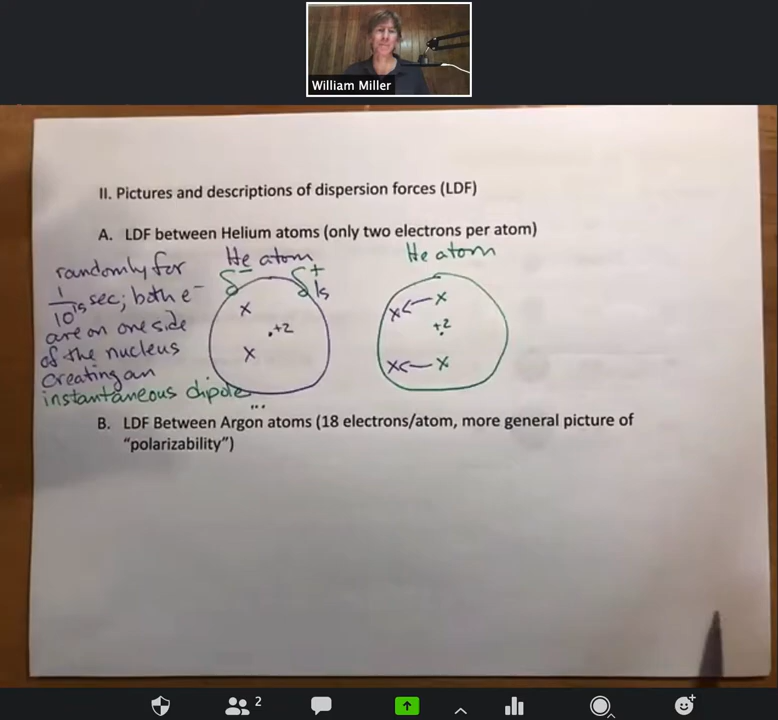 William Miller
II. Pictures and descriptions of dispersion forces (LDF)
A. LDF between Helium atoms (only two electrons per atom)
He atom
He atom
randomly for
1/10¹⁵ sec; both e⁻
are on one side
of the nucleus
creating an
instantaneous dipole
...
δ⁻ δ⁺
1s
x
x
+2
x x
+2
x x
B. LDF Between Argon atoms (18 electrons/atom, more general picture of
"polarizability")
2